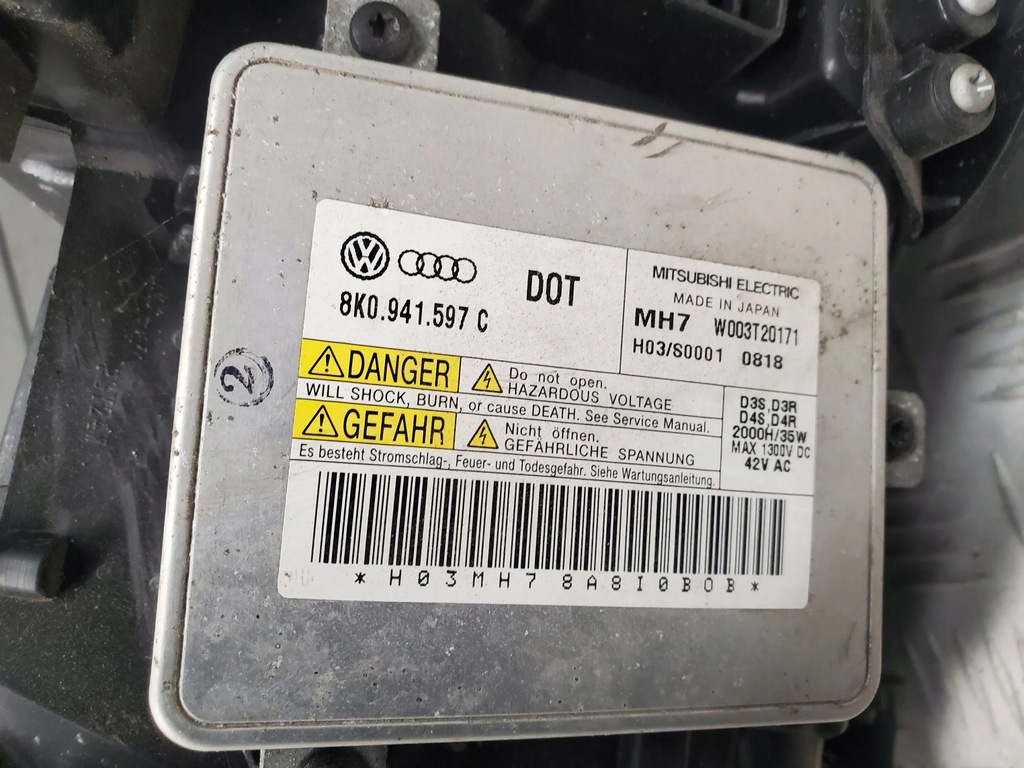 DOT
8K0.941.597 C
MITSUBISHI ELECTRIC
MADE IN JAPAN
MH7 W003T20171
H03/S0001 0818
DANGER
Do not open.
HAZARDOUS VOLTAGE
WILL SHOCK, BURN, or cause DEATH. See Service Manual.
GEFAHR
Nicht öffnen.
GEFÄHRLICHE SPANNUNG
Es besteht Stromschlag-, Feuer- und Todesgefahr. Siehe Wartungsanleitung.
D3S,D3R
D4S,D4R
2000H/35W
MAX 1300V DC
42V AC
*H03MH78A8I0B0B*
2